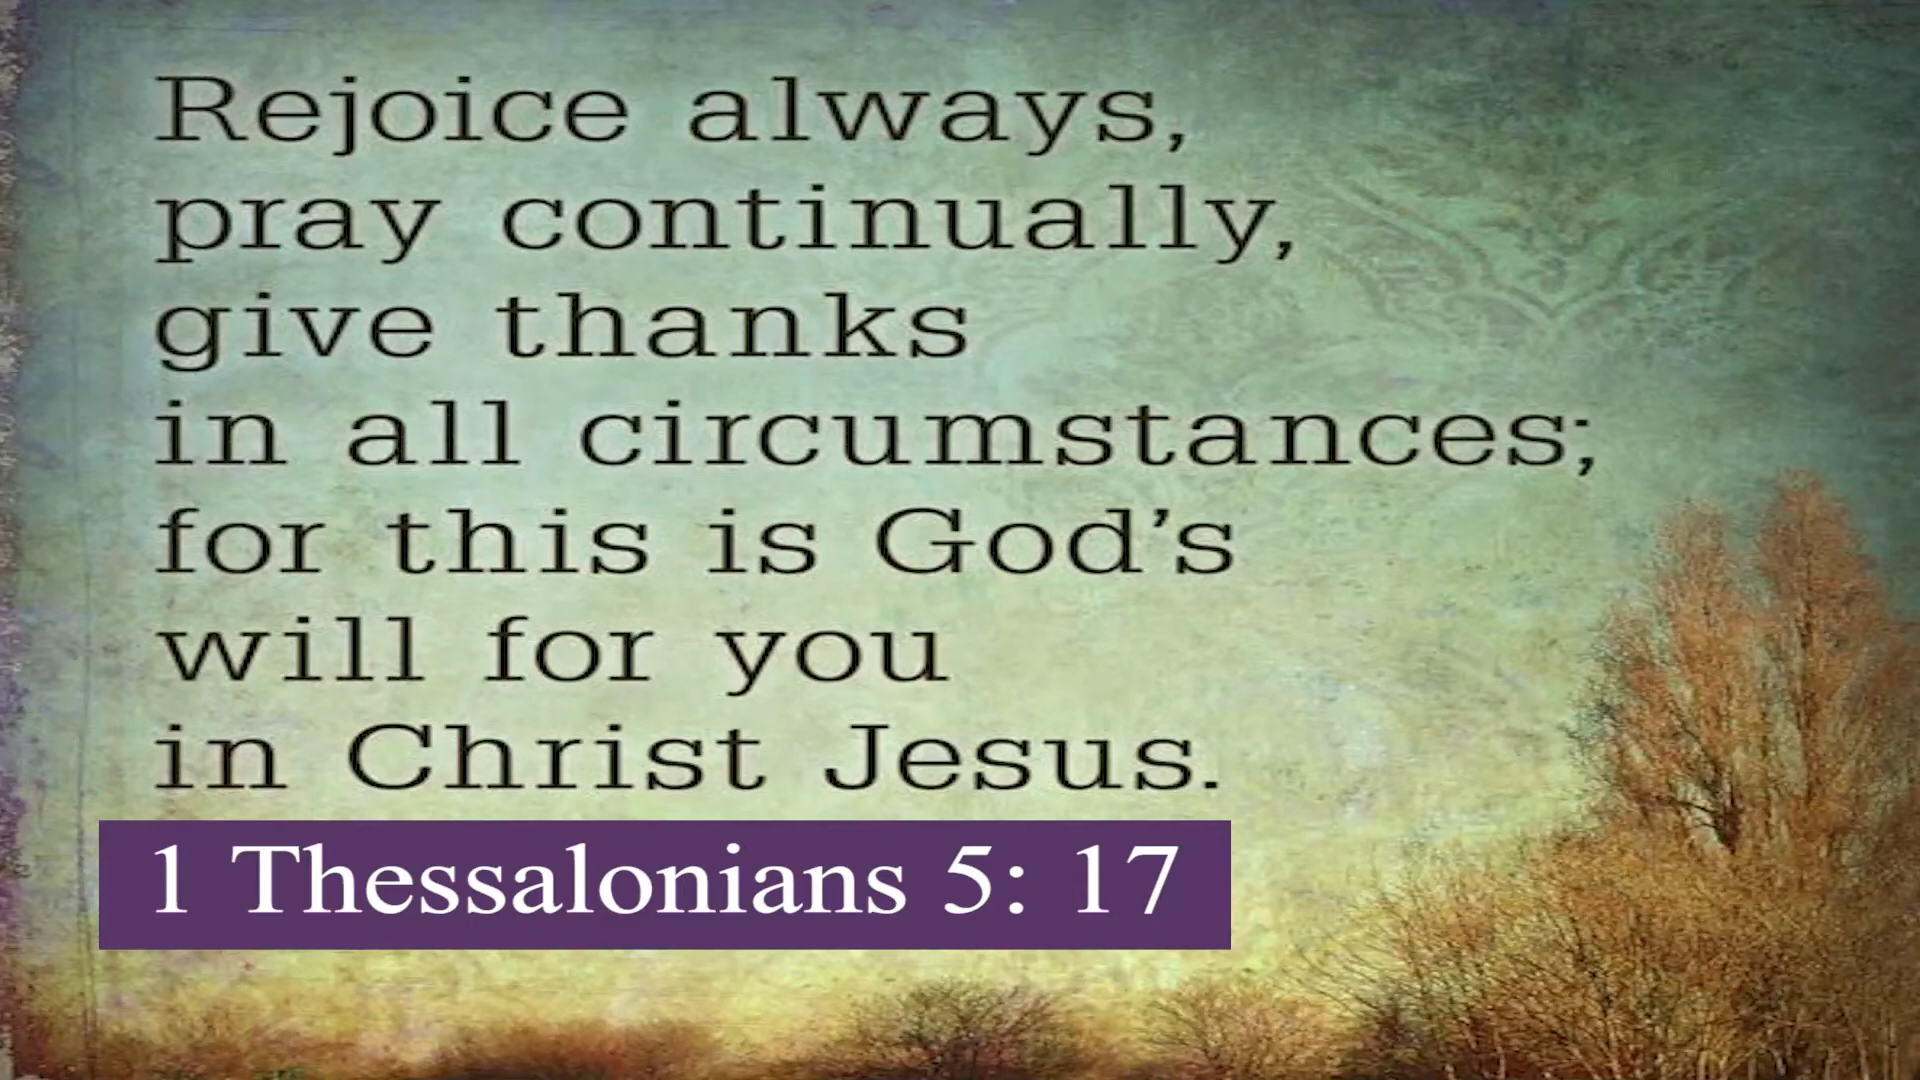 Rejoice always,
pray continually,
give thanks
in all circumstances;
for this is God’s
will for you
in Christ Jesus.
1 Thessalonians 5: 17